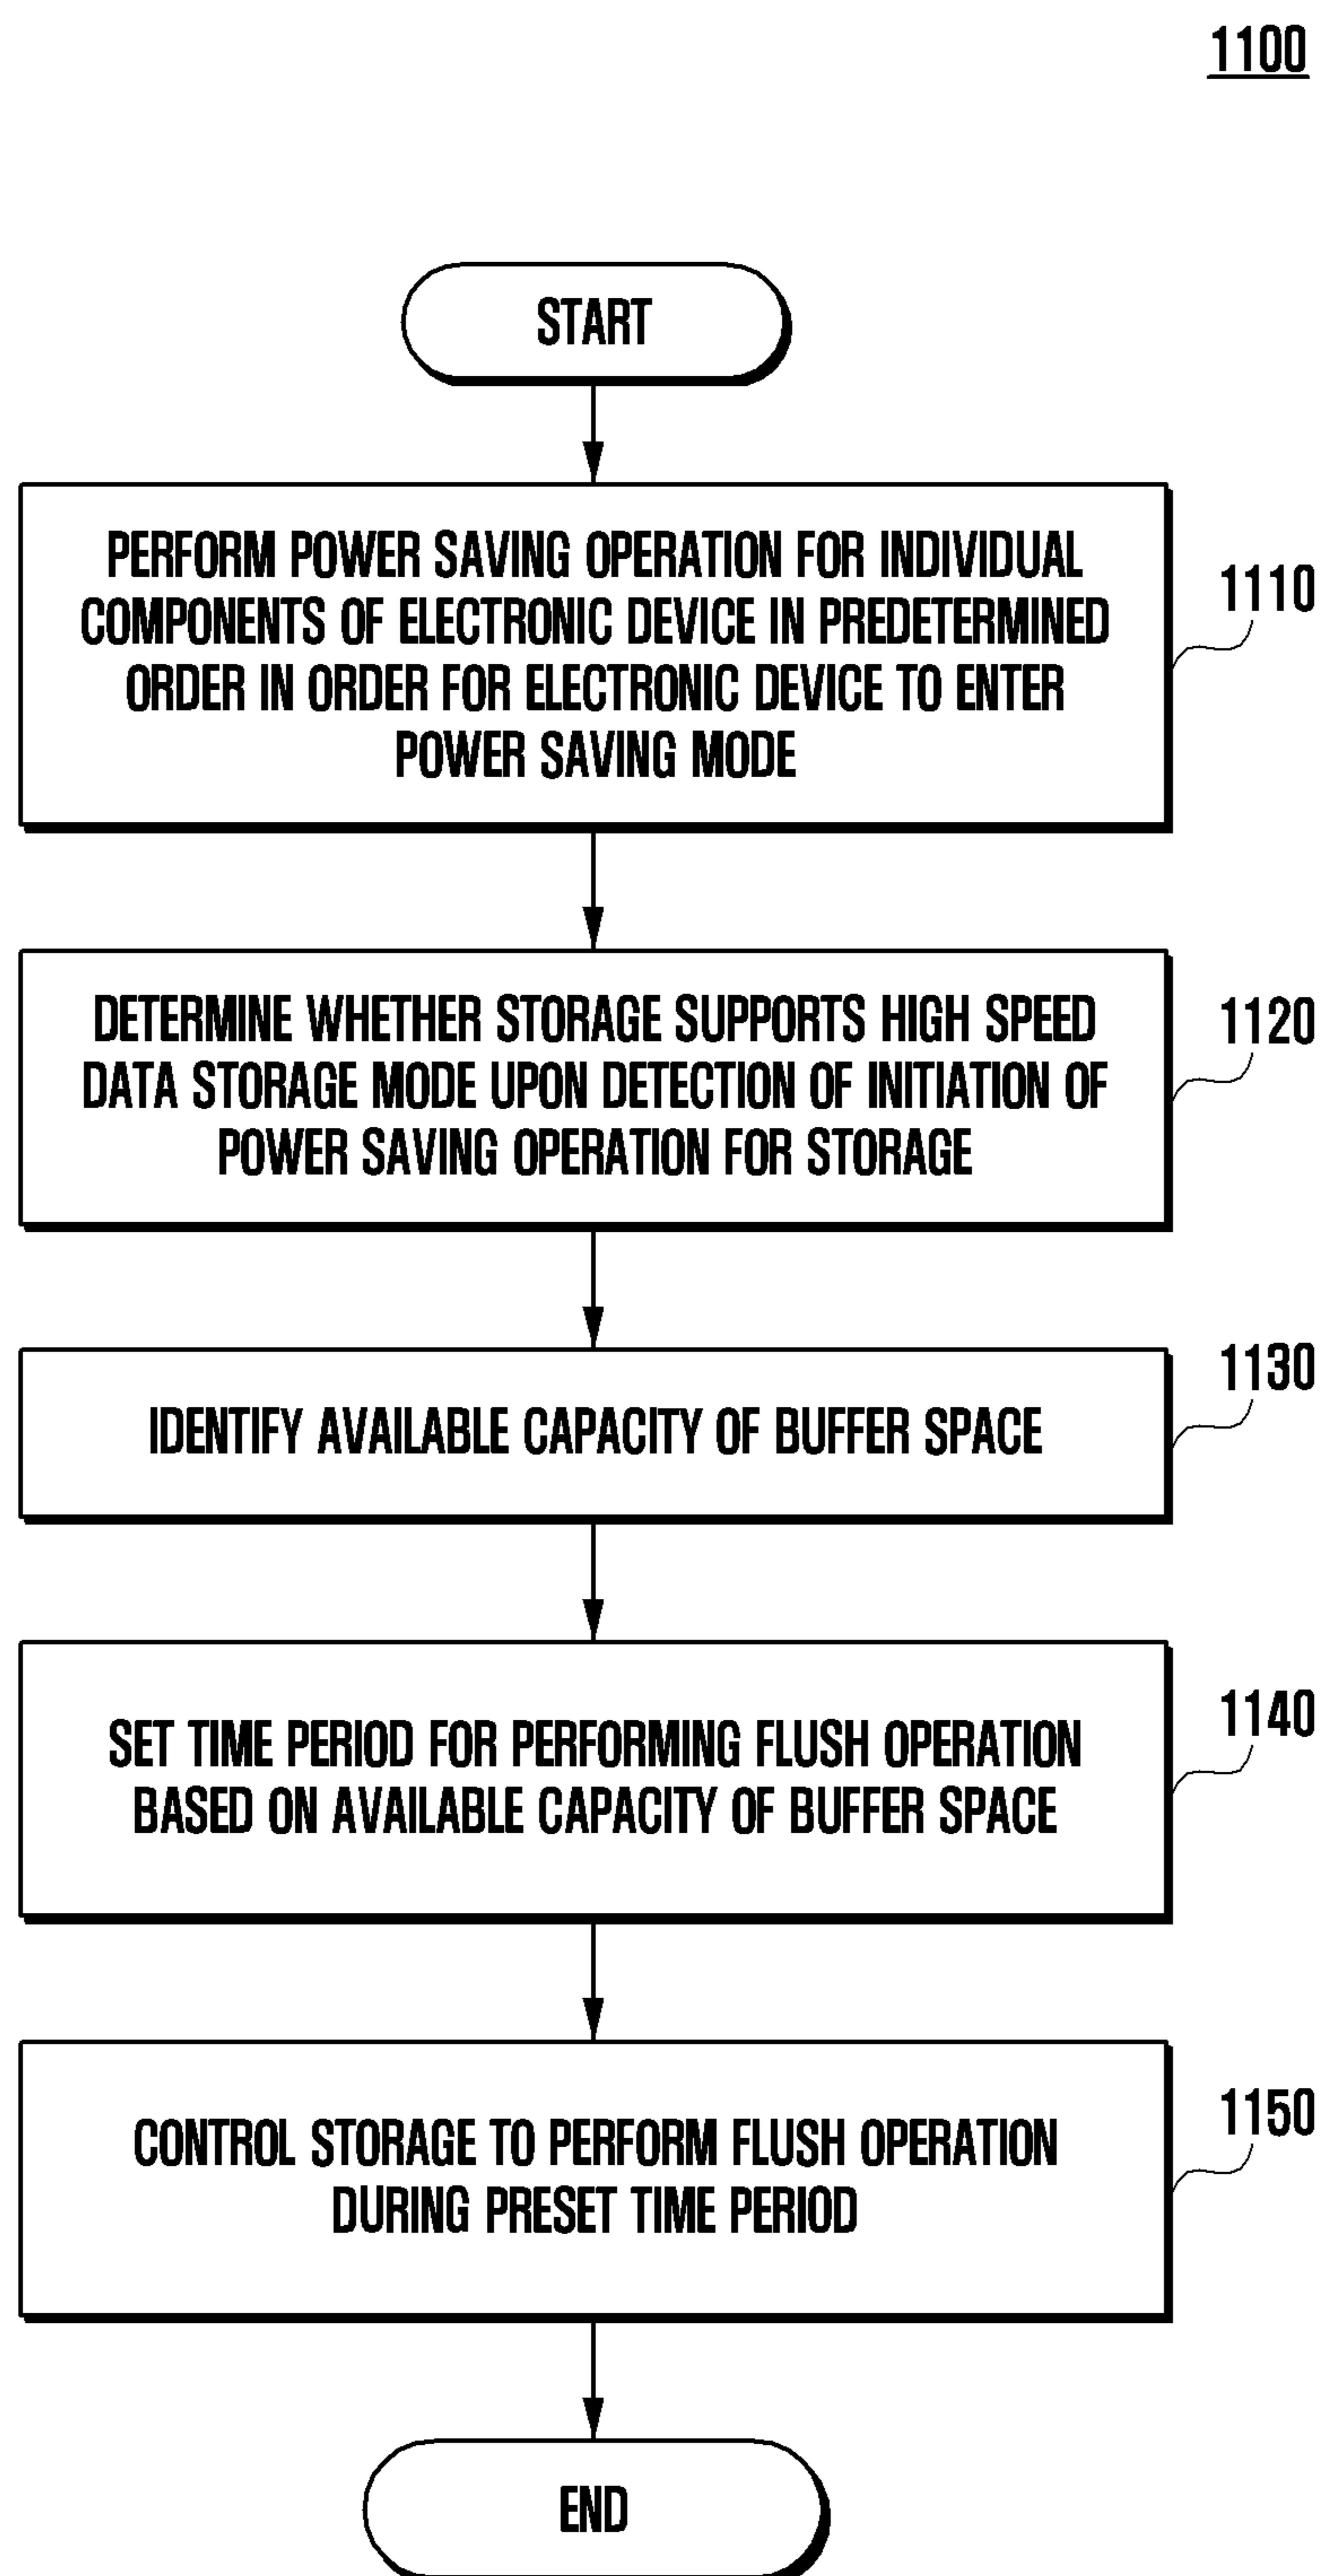 1100
START
PERFORM POWER SAVING OPERATION FOR INDIVIDUAL
COMPONENTS OF ELECTRONIC DEVICE IN PREDETERMINED
ORDER IN ORDER FOR ELECTRONIC DEVICE TO ENTER
POWER SAVING MODE
1110
DETERMINE WHETHER STORAGE SUPPORTS HIGH SPEED
DATA STORAGE MODE UPON DETECTION OF INITIATION OF
POWER SAVING OPERATION FOR STORAGE
1120
IDENTIFY AVAILABLE CAPACITY OF BUFFER SPACE
1130
SET TIME PERIOD FOR PERFORMING FLUSH OPERATION
BASED ON AVAILABLE CAPACITY OF BUFFER SPACE
1140
CONTROL STORAGE TO PERFORM FLUSH OPERATION
DURING PRESET TIME PERIOD
1150
END